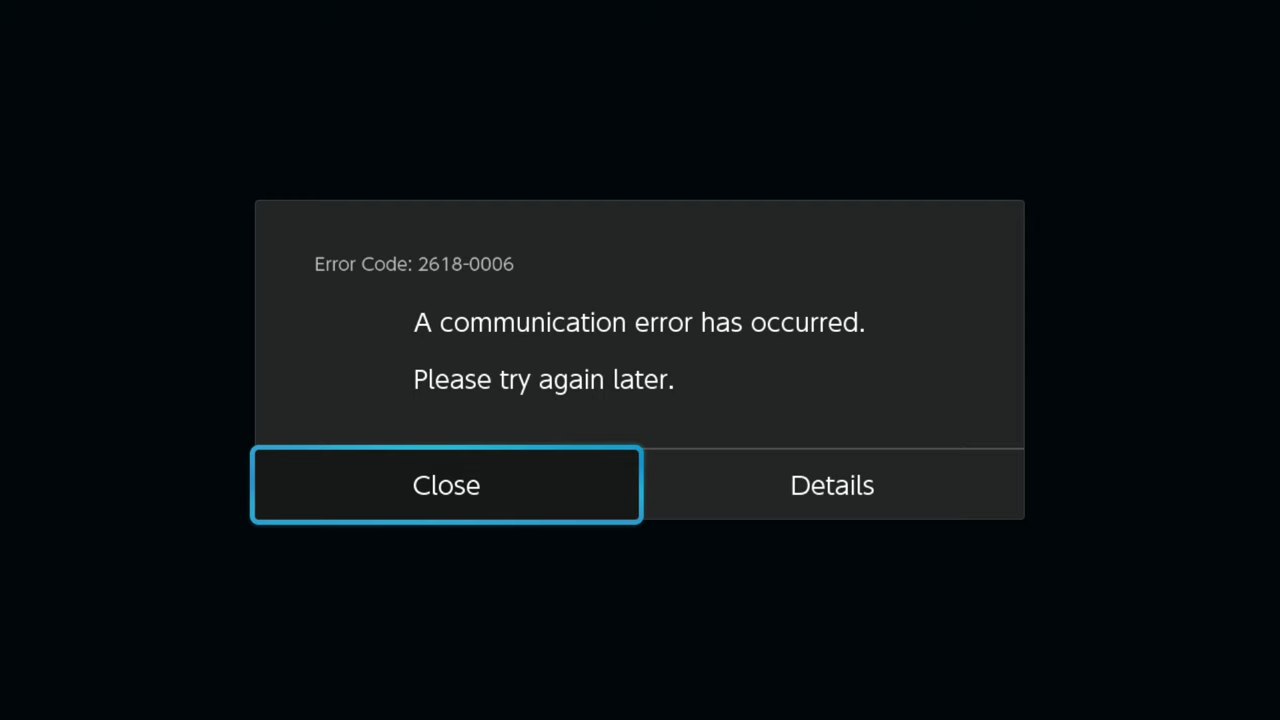 Error Code: 2618-0006
A communication error has occurred.
Please try again later.
Close
Details